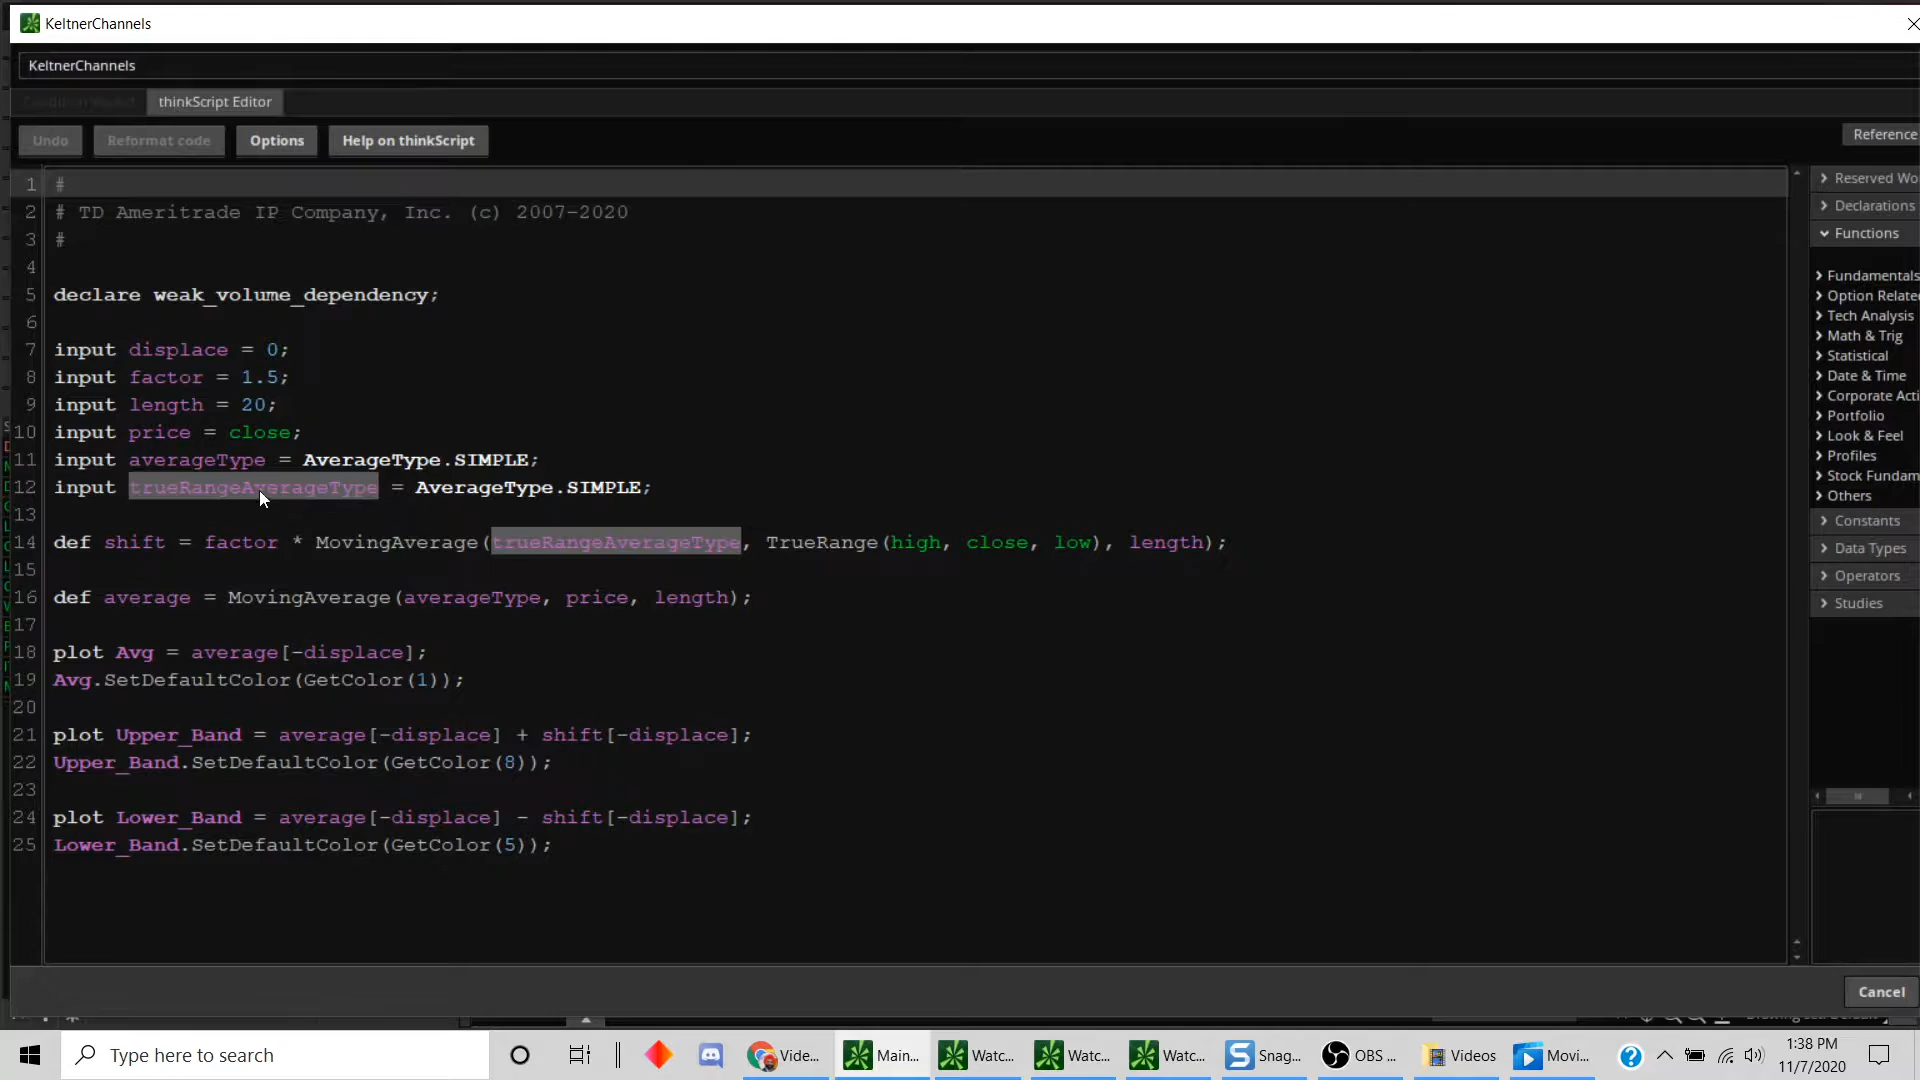 KeltnerChannels
KeltnerChannels
thinkScript Editor
Undo Reformat code Options Help on thinkScript
Reference
1 #
2 # TD Ameritrade IP Company, Inc. (c) 2007-2020
3 #
4
5 declare weak_volume_dependency;
6
7 input displace = 0;
8 input factor = 1.5;
9 input length = 20;
10 input price = close;
11 input averageType = AverageType.SIMPLE;
12 input trueRangeAverageType = AverageType.SIMPLE;
13
14 def shift = factor * MovingAverage(trueRangeAverageType, TrueRange(high, close, low), length);
15
16 def average = MovingAverage(averageType, price, length);
17
18 plot Avg = average[-displace];
19 Avg.SetDefaultColor(GetColor(1));
20
21 plot Upper_Band = average[-displace] + shift[-displace];
22 Upper_Band.SetDefaultColor(GetColor(8));
23
24 plot Lower_Band = average[-displace] - shift[-displace];
25 Lower_Band.SetDefaultColor(GetColor(5));
Reserved Wo
Declarations
Functions
Fundamentals
Option Relate
Tech Analysis
Math & Trig
Statistical
Date & Time
Corporate Acti
Portfolio
Look & Feel
Profiles
Stock Fundam
Others
Constants
Data Types
Operators
Studies
Cancel
Type here to search
Vide...
Main...
Watc...
Watc...
Watc...
Snag...
OBS ...
Videos
Movi...
1:38 PM
11/7/2020